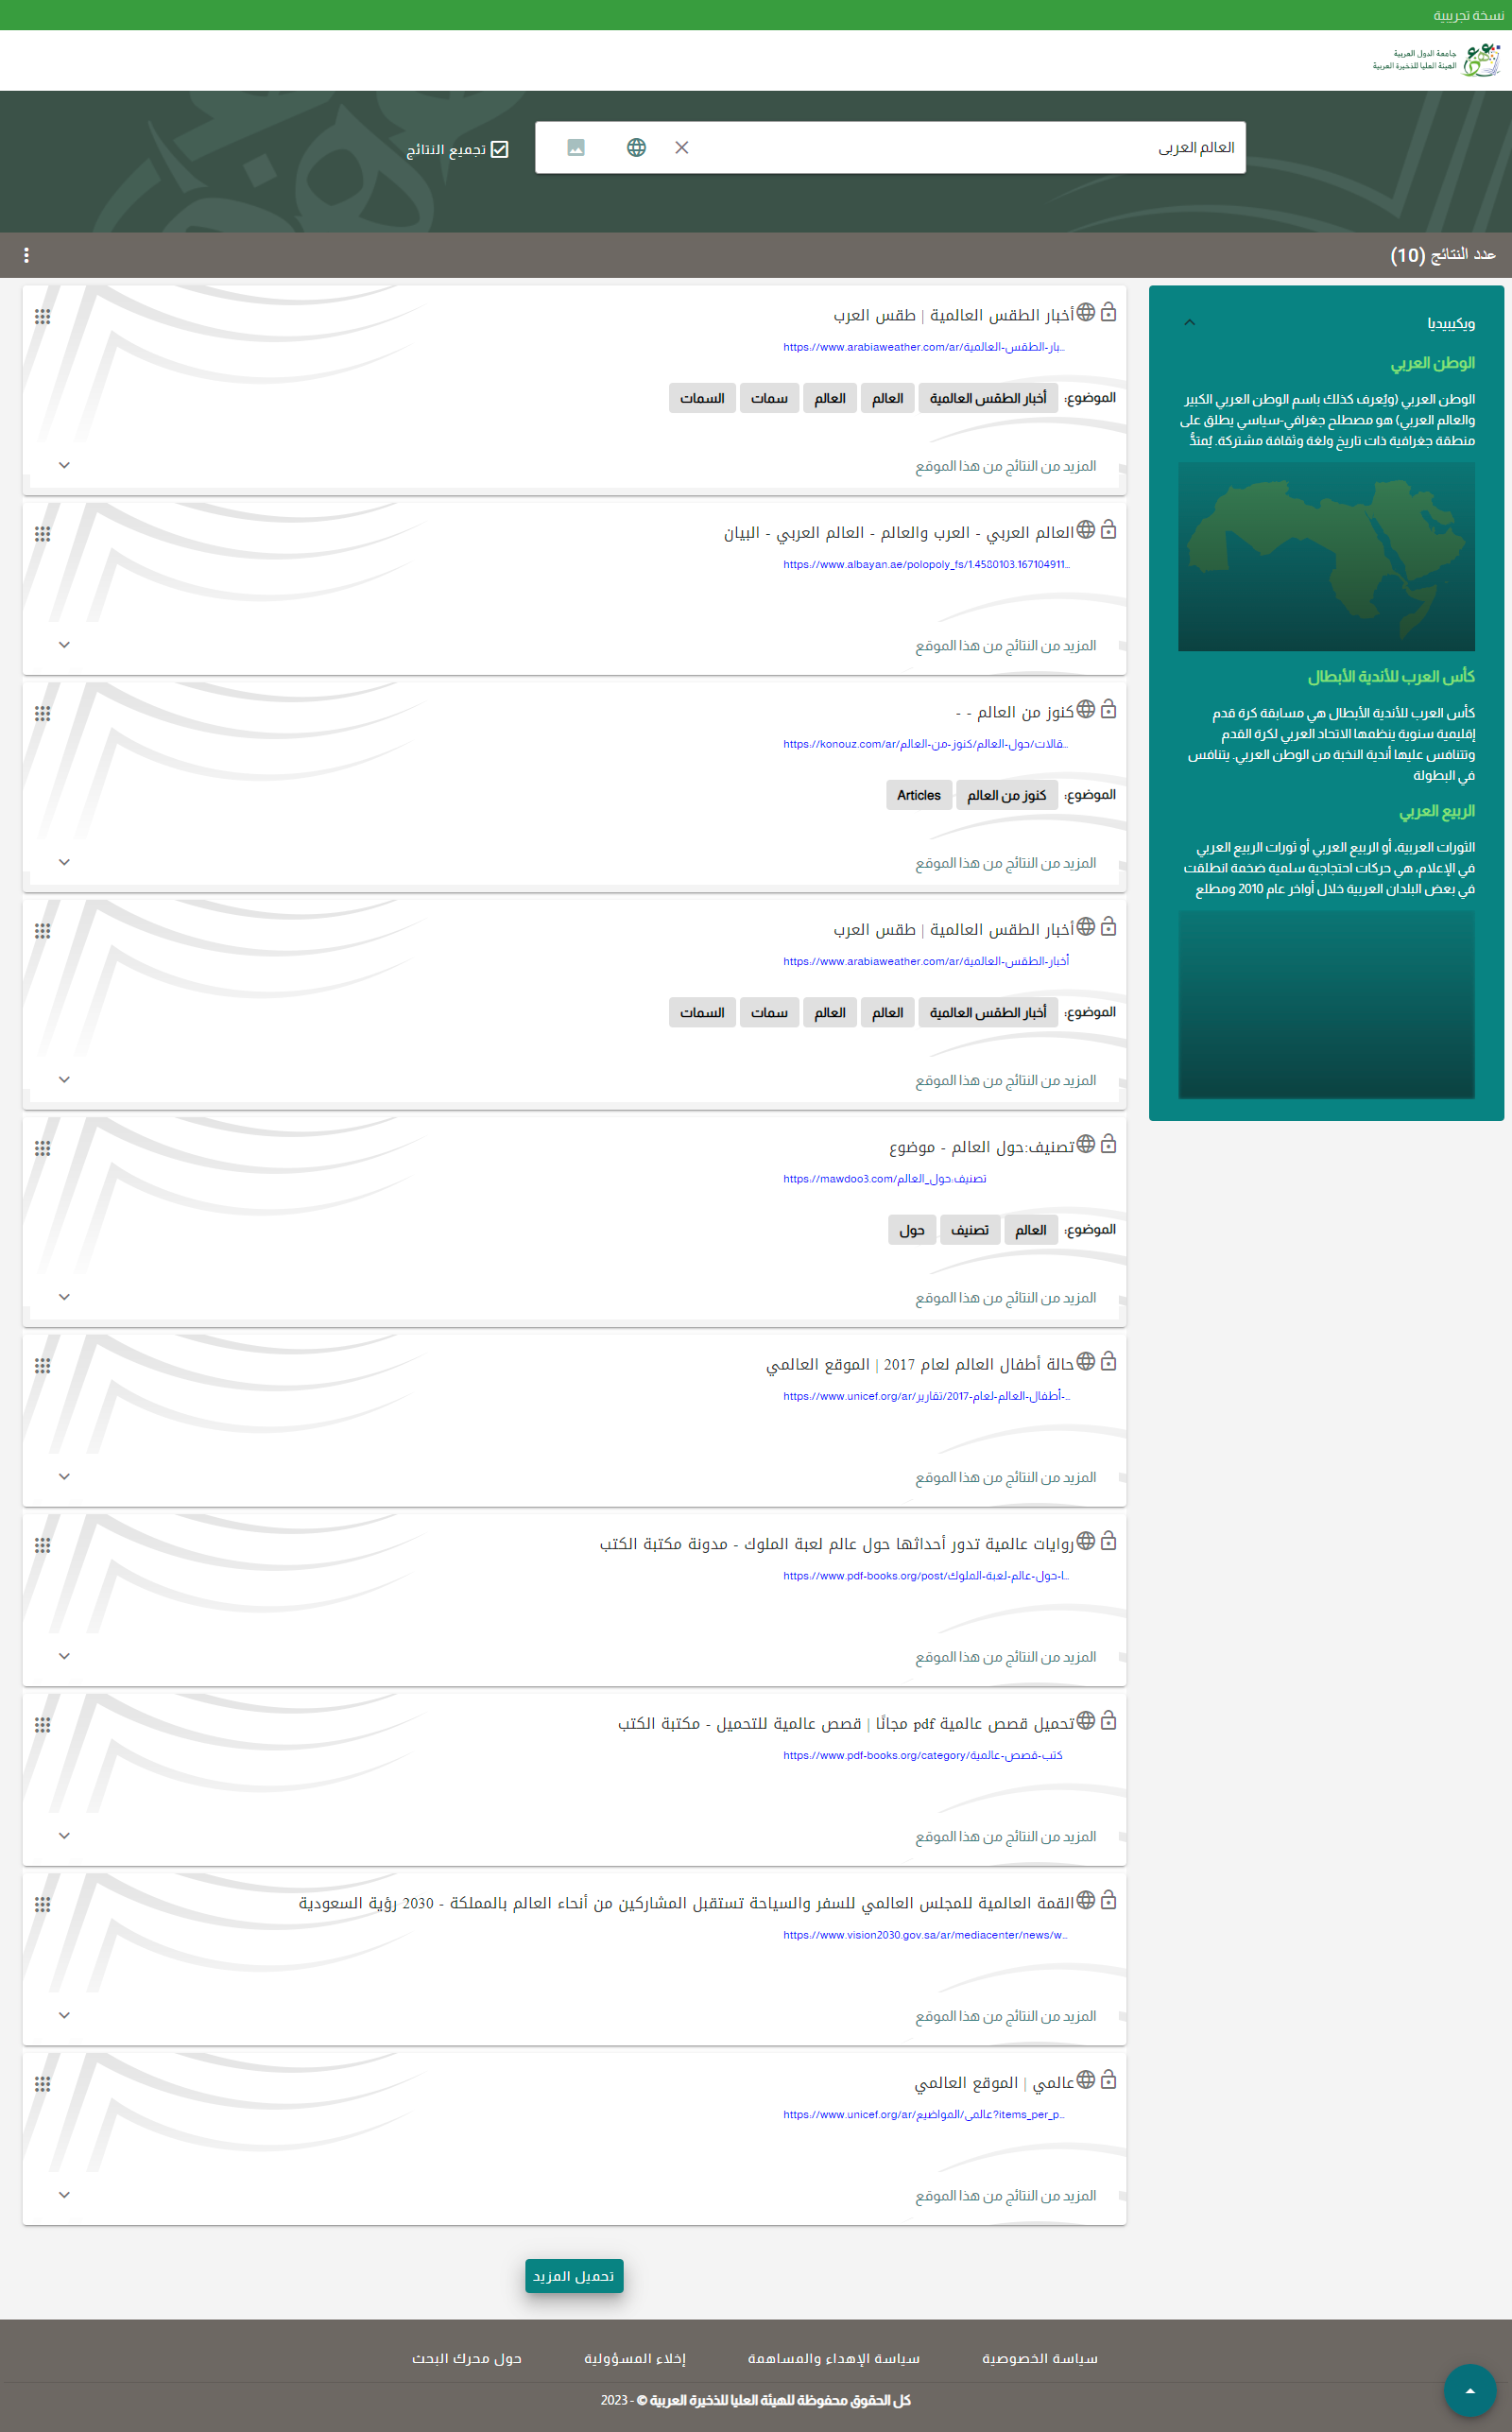 نسخة تجريبية
جامعة الدول العربية
الهيئة العليا للذخيرة العربية
العالم العربى
تجميع النتائج
عدد النتائج (10)
ويكيبيديا
الوطن العربي
الوطن العربي (ويُعرف كذلك باسم الوطن العربي الكبير
والعالم العربي) هو مصطلح جغرافي-سياسي يطلق على
منطقة جغرافية ذات تاريخ ولغة وثقافة مشتركة. يُمتدُّ
كأس العرب للأندية الأبطال
كأس العرب للأندية الأبطال هي مسابقة كرة قدم
إقليمية سنوية ينظمها الاتحاد العربي لكرة القدم
وتتنافس عليها أندية النخبة من الوطن العربي. يتنافس
في البطولة
الربيع العربي
الثورات العربية، أو الربيع العربي أو ثورات الربيع العربي
في الإعلام، هي حركات احتجاجية سلمية ضخمة انطلقت
في بعض البلدان العربية خلال أواخر عام 2010 ومطلع
أخبار الطقس العالمية | طقس العرب
https://www.arabiaweather.com/ar/بار-الطقس-العالمية...
الموضوع: أخبار الطقس العالمية العالم العالم سمات السمات
المزيد من النتائج من هذا الموقع
العالم العربي - العرب والعالم - العالم العربي - البيان
https://www.albayan.ae/polopoly_fs/1.4580103.167104911...
المزيد من النتائج من هذا الموقع
كنوز من العالم - -
https://konouz.com/ar/قالات/حول-العالم/كنوز-من-العالم...
الموضوع: كنوز من العالم Articles
المزيد من النتائج من هذا الموقع
أخبار الطقس العالمية | طقس العرب
https://www.arabiaweather.com/ar/أخبار-الطقس-العالمية
الموضوع: أخبار الطقس العالمية العالم العالم سمات السمات
المزيد من النتائج من هذا الموقع
تصنيف:حول العالم - موضوع
https://mawdoo3.com/تصنيف:حول_العالم
الموضوع: العالم تصنيف حول
المزيد من النتائج من هذا الموقع
حالة أطفال العالم لعام 2017 | الموقع العالمي
https://www.unicef.org/ar/تقارير/2017-أطفال-العالم-لعام-...
المزيد من النتائج من هذا الموقع
روايات عالمية تدور أحداثها حول عالم لعبة الملوك - مدونة مكتبة الكتب
https://www.pdf-books.org/post/ا-حول-عالم-لعبة-الملوك...
المزيد من النتائج من هذا الموقع
تحميل قصص عالمية pdf مجانًا | قصص عالمية للتحميل - مكتبة الكتب
https://www.pdf-books.org/category/كتب-قصص-عالمية
المزيد من النتائج من هذا الموقع
القمة العالمية للمجلس العالمي للسفر والسياحة تستقبل المشاركين من أنحاء العالم بالمملكة - 2030 رؤية السعودية
https://www.vision2030.gov.sa/ar/mediacenter/news/w...
المزيد من النتائج من هذا الموقع
عالمي | الموقع العالمي
https://www.unicef.org/ar/عالمي/المواضيع?items_per_p...
المزيد من النتائج من هذا الموقع
تحميل المزيد
سياسة الخصوصية
سياسة الإهداء والمساهمة
إخلاء المسؤولية
حول محرك البحث
كل الحقوق محفوظة للهيئة العليا للذخيرة العربية © - 2023